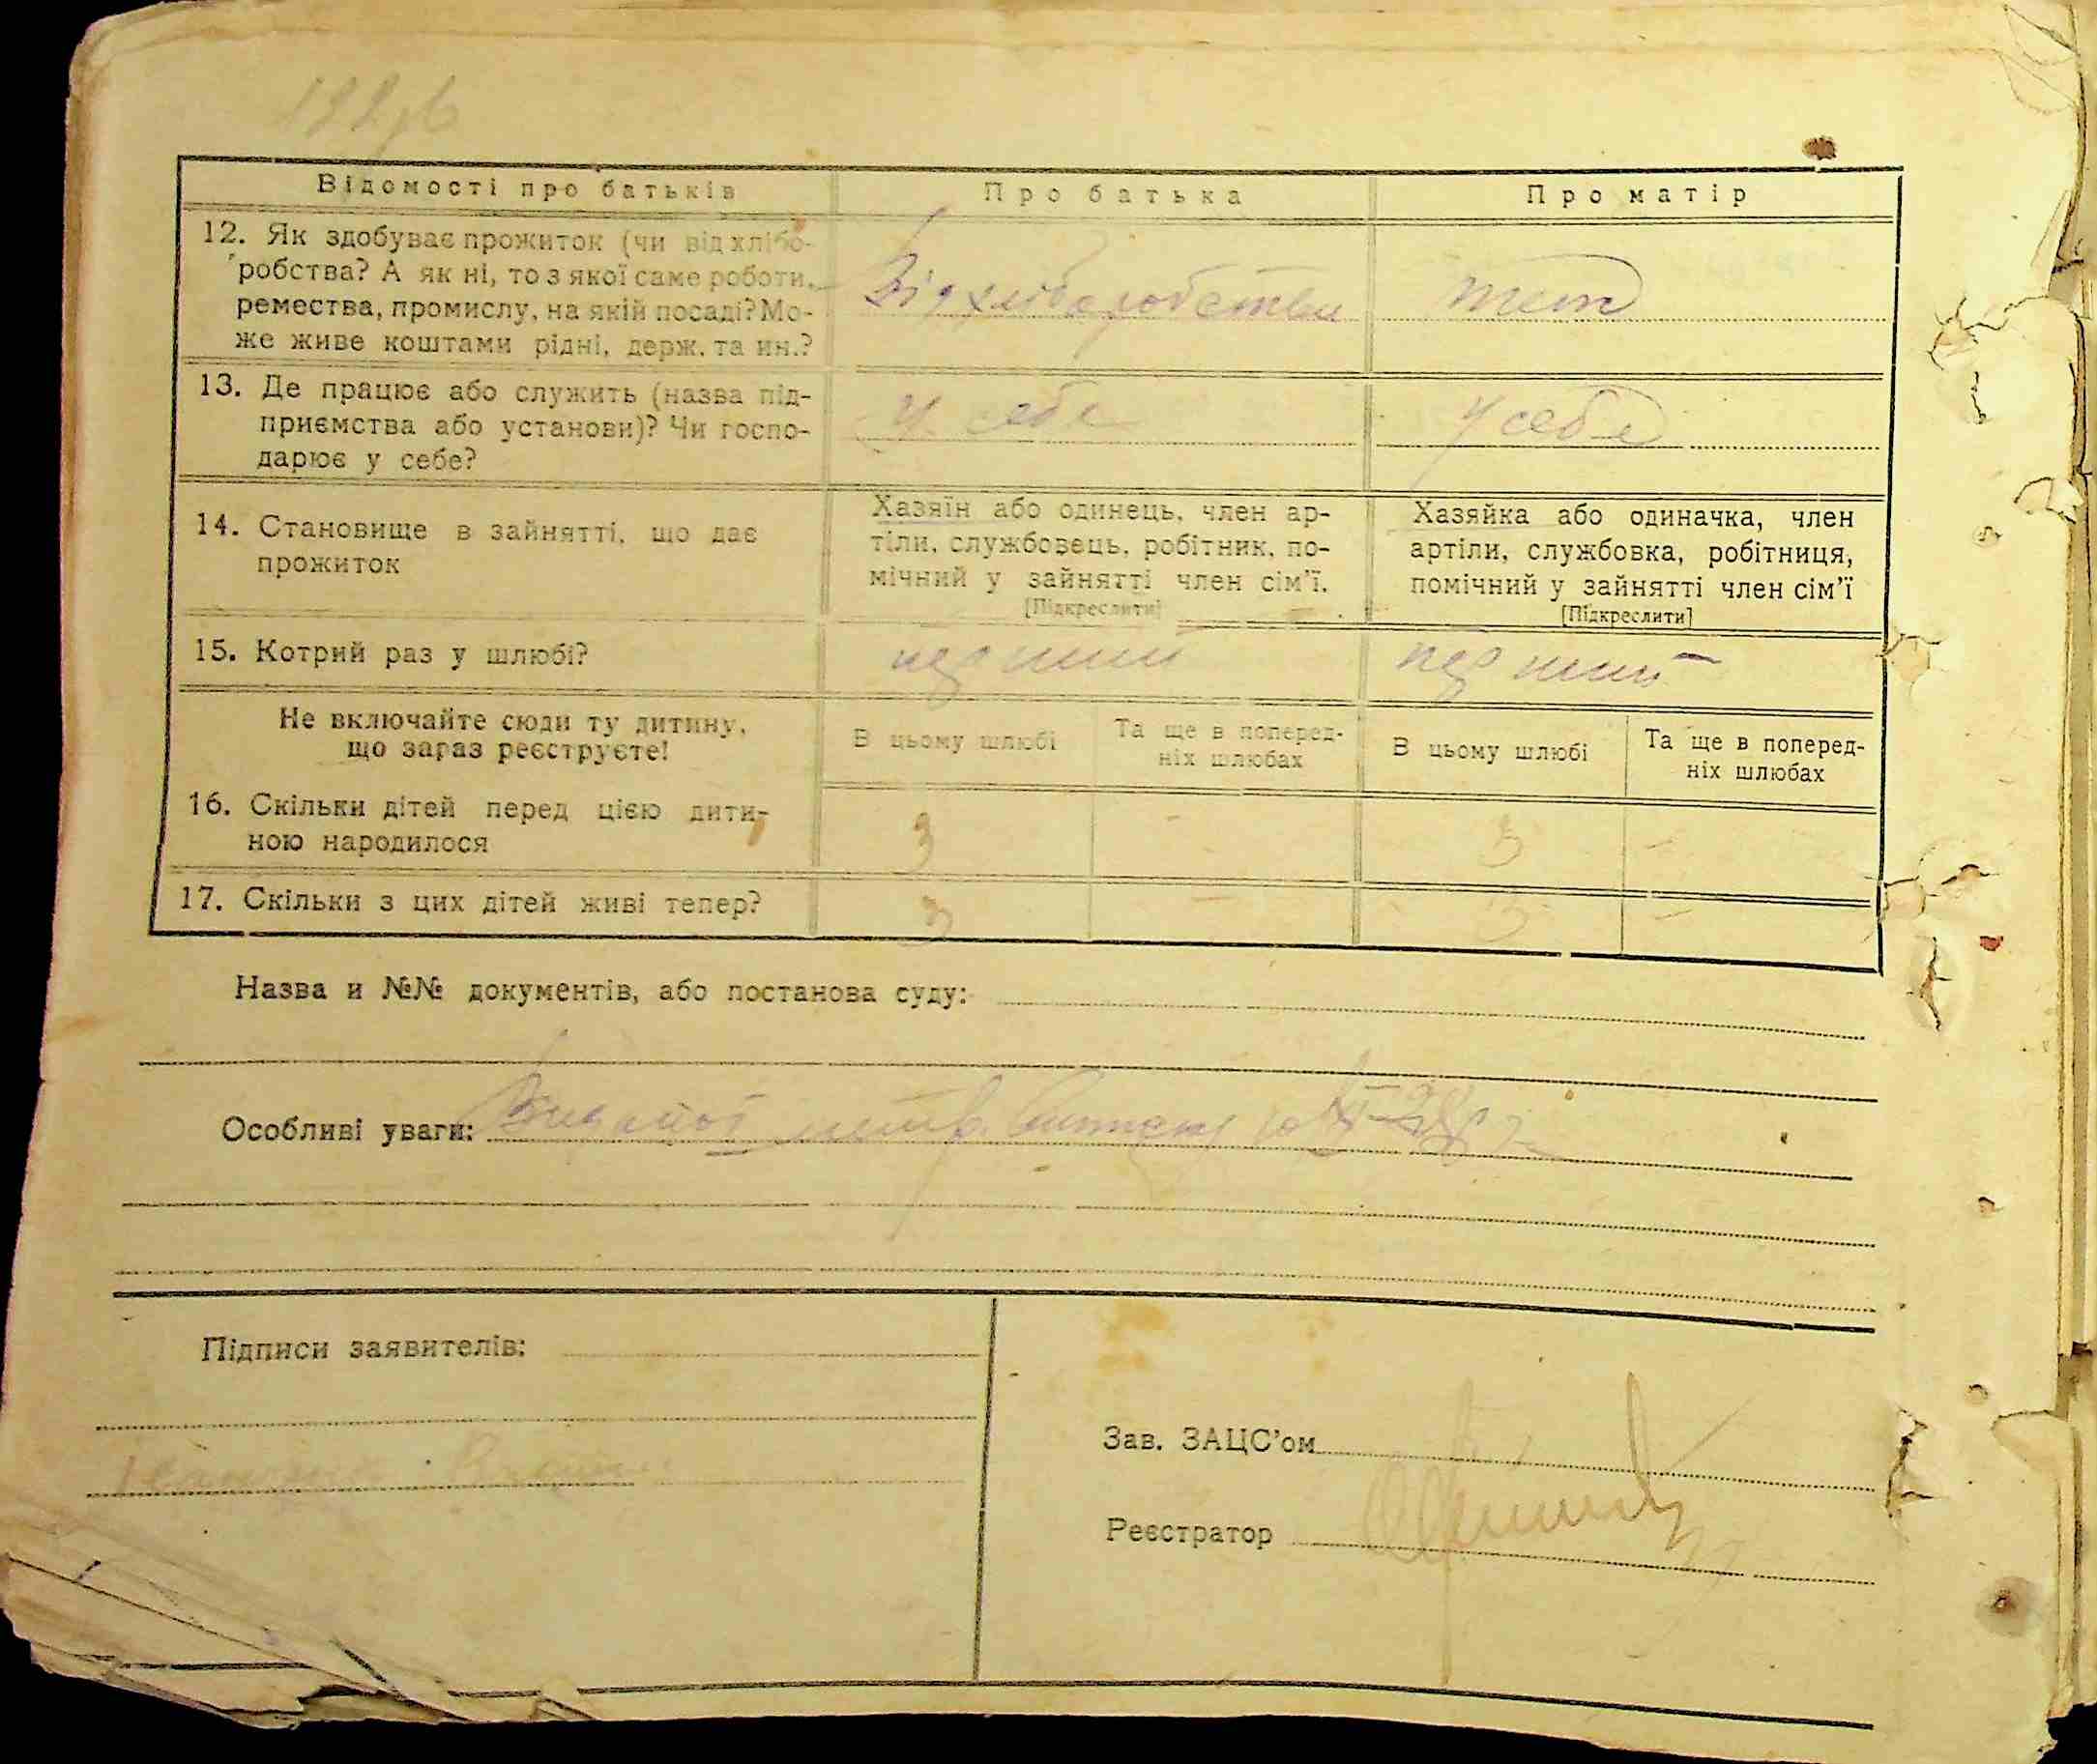 Відомості про батьків
Про батька
Про матір
12. Як здобуває прожиток (чи від хлібо-
робства? А як ні, то з якої саме роботи,
ремества, промислу, на якій посаді? Мо-
же живе коштами рідні, держ. та ин.?
Від хліборобства
теж
13. Де працює або служить (назва під-
приємства або установи)? Чи госпо-
дарює у себе?
у себе
у себе
14. Становище в зайнятті, що дає
прожиток
Хазяїн або одинець, член ар-
тіли, службовець, робітник, по-
мічний у зайнятті член сім'ї.
[Підкреслити]
Хазяйка або одиначка, член
артіли, службовка, робітниця,
помічний у зайнятті член сім'ї
[Підкреслити]
15. Котрий раз у шлюбі?
перший
перший
Не включайте сюди ту дитину,
що зараз реєструєте!
В цьому шлюбі
Та ще в поперед-
ніх шлюбах
В цьому шлюбі
Та ще в поперед-
ніх шлюбах
16. Скільки дітей перед цією дити-
ною народилося
3
-
3
-
17. Скільки з цих дітей живі тепер?
3
-
3
-
Назва и №№ документів, або постанова суду:
Особливі уваги:
Підписи заявителів:
Зав. ЗАЦС'ом
Реєстратор